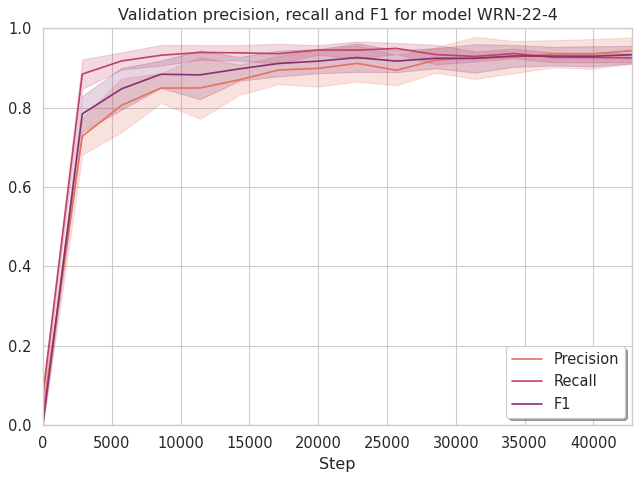 Validation precision, recall and F1 for model WRN-22-4
1.0
0.8
0.6
0.4
0.2
0.0
0 5000 10000 15000 20000 25000 30000 35000 40000
Step
Precision
Recall
F1